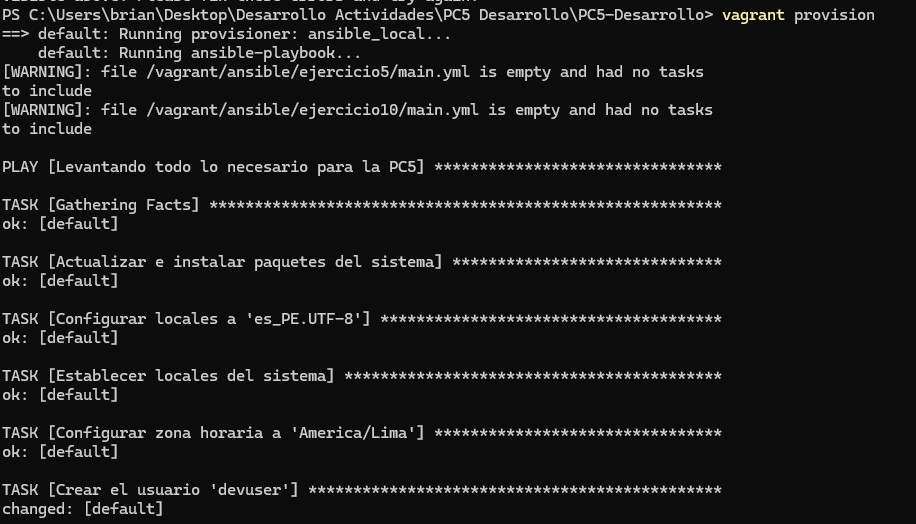 PS C:\Users\brian\Desktop\Desarrollo Actividades\PC5 Desarrollo\PC5-Desarrollo> vagrant provision
==> default: Running provisioner: ansible_local...
    default: Running ansible-playbook...
[WARNING]: file /vagrant/ansible/ejercicio5/main.yml is empty and had no tasks
to include
[WARNING]: file /vagrant/ansible/ejercicio10/main.yml is empty and had no tasks
to include
PLAY [Levantando todo lo necesario para la PC5] ********************************
TASK [Gathering Facts] *********************************************************
ok: [default]
TASK [Actualizar e instalar paquetes del sistema] ******************************
ok: [default]
TASK [Configurar locales a 'es_PE.UTF-8'] **************************************
ok: [default]
TASK [Establecer locales del sistema] ******************************************
ok: [default]
TASK [Configurar zona horaria a 'America/Lima'] ********************************
ok: [default]
TASK [Crear el usuario 'devuser'] **********************************************
changed: [default]